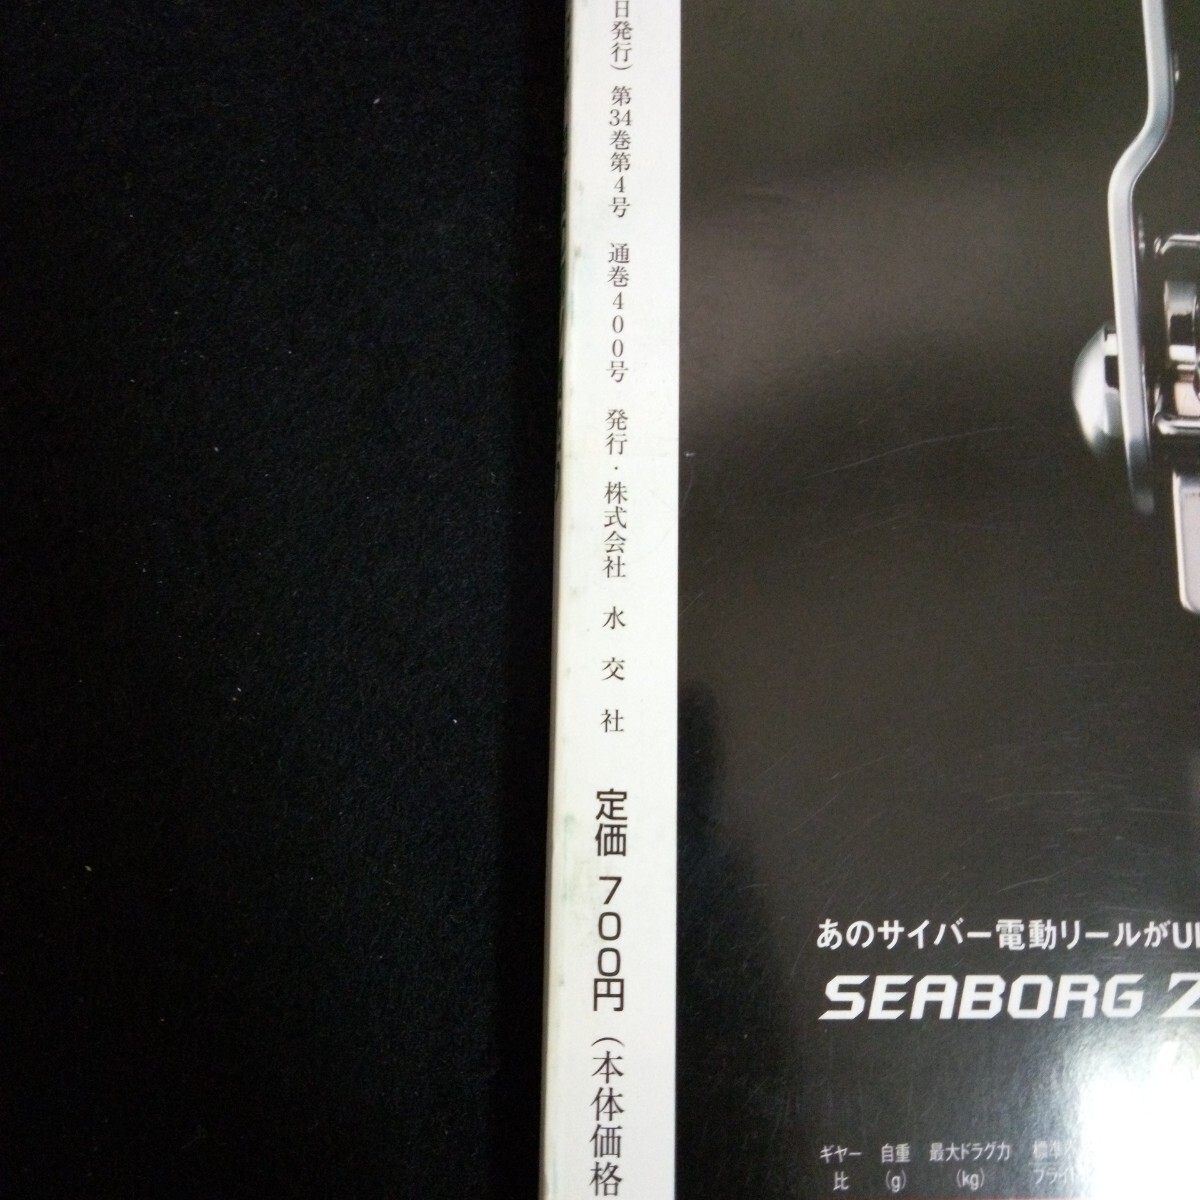 日発行）第34巻第4号　通巻400号　発行・株式会社　水交社　定価 700円（本体価格
あのサイバー電動リールがU
SEABORG
ギヤー比
自重(g)
最大ドラグ力(kg)